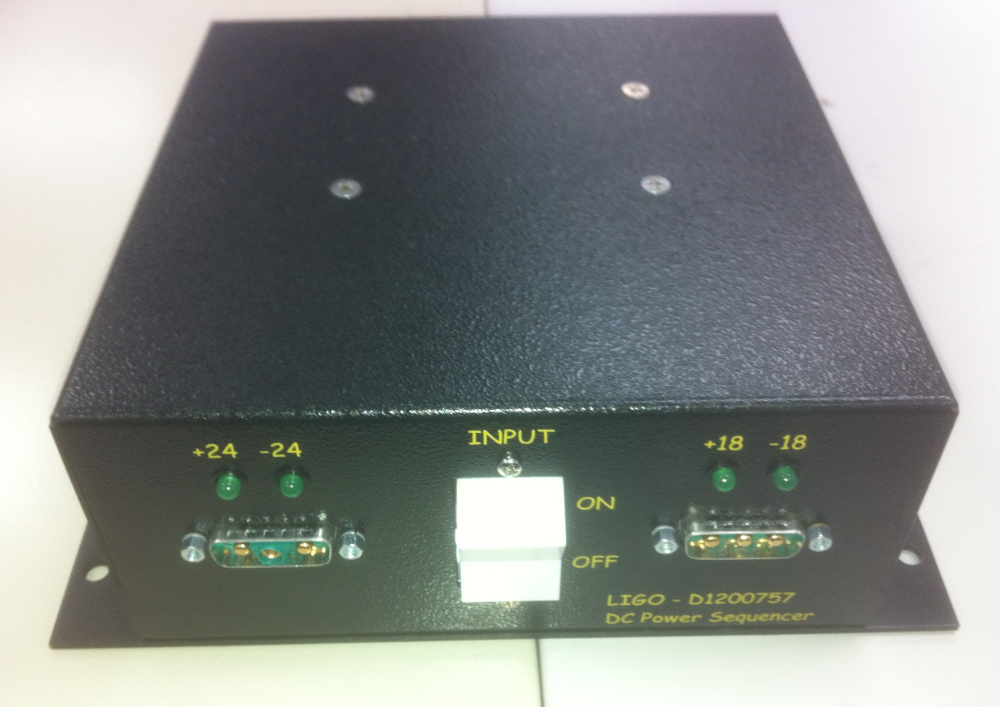 +24 -24
INPUT
+18 -18
ON
OFF
LIGO - D1200757
DC Power Sequencer